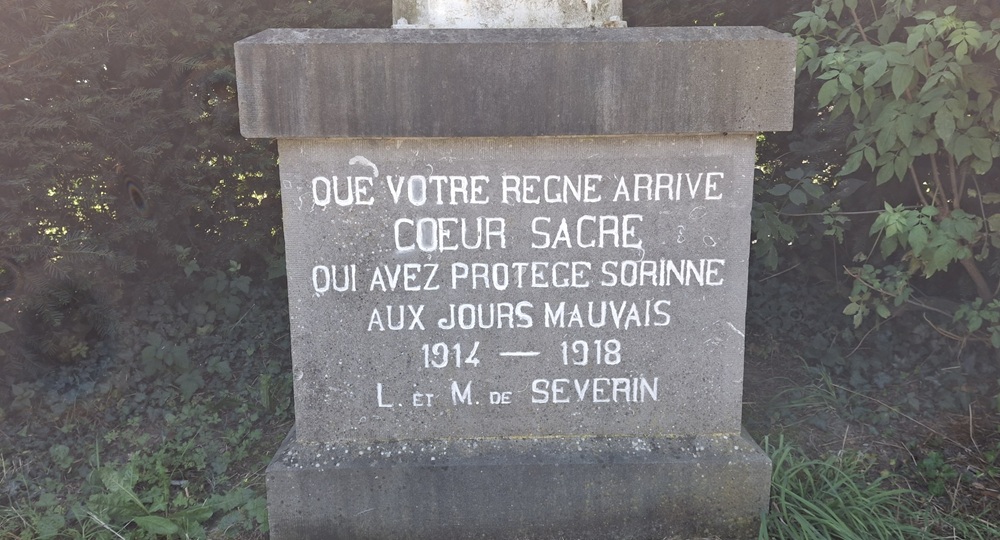 QUE VOTRE REGNE ARRIVE
COEUR SACRE
QUI AVEZ PROTEGE SORINNE
AUX JOURS MAUVAIS
1914 — 1918
L. ET M. DE SEVERIN